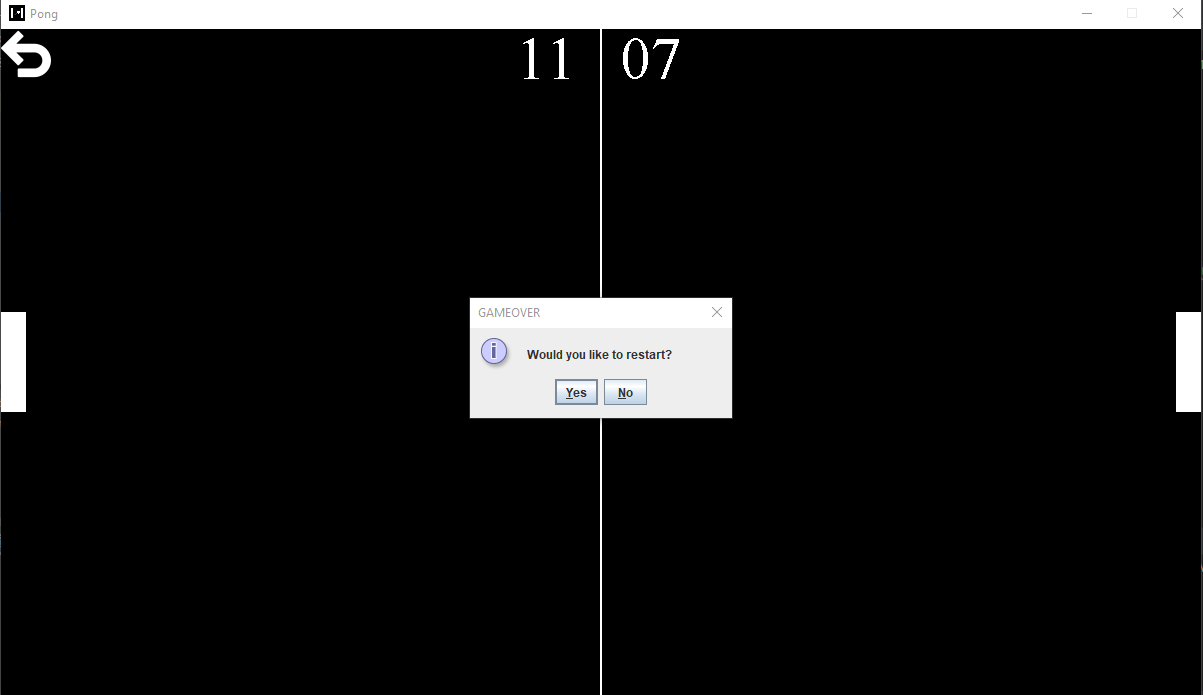 Pong
11 07
GAMEOVER
Would you like to restart?
Yes No